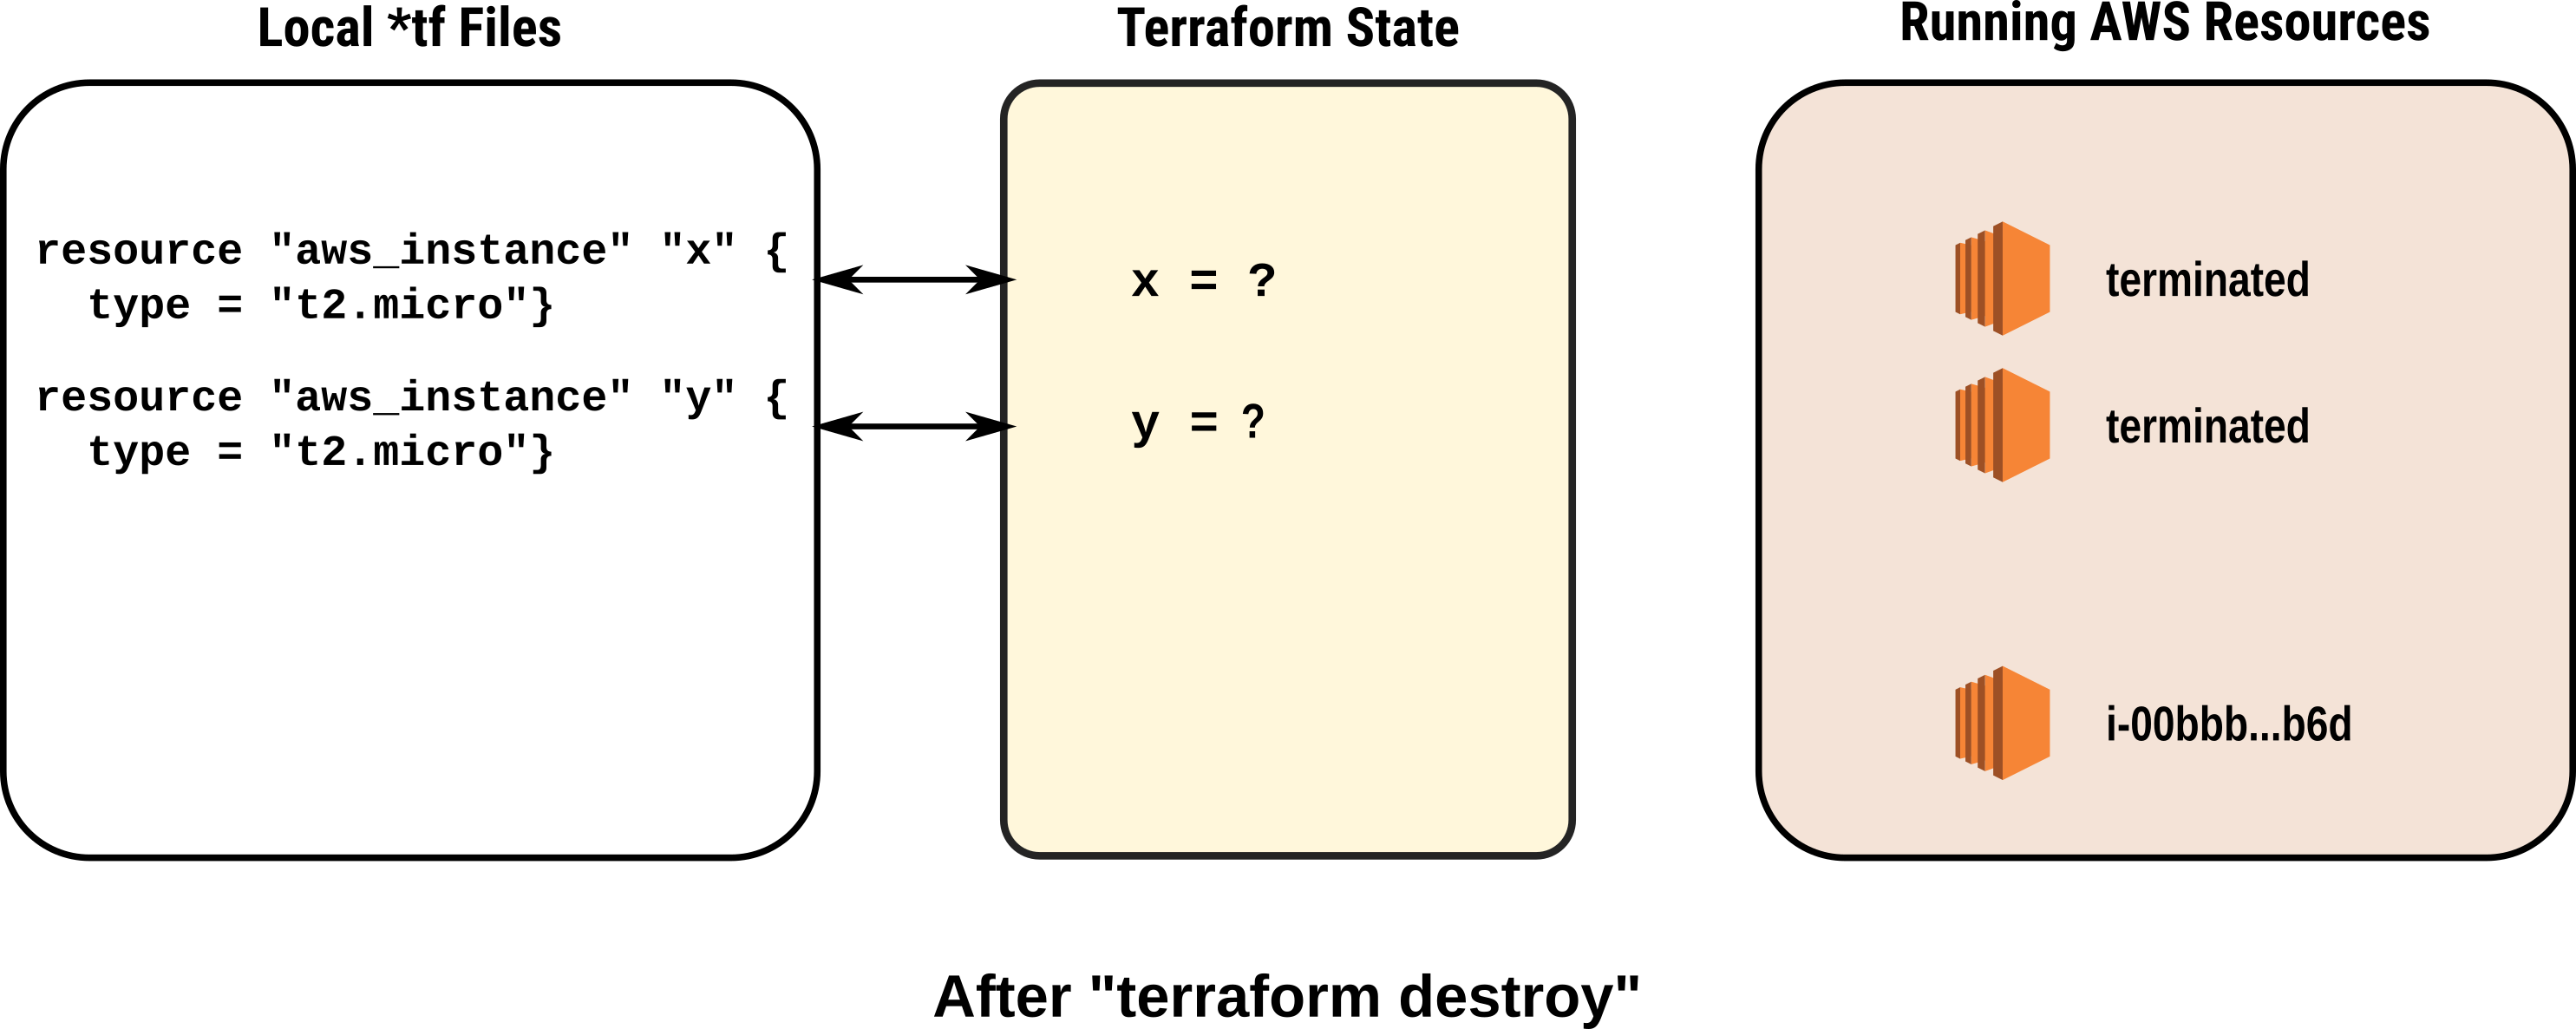 Local *tf Files
Terraform State
Running AWS Resources
resource "aws_instance" "x" {
type = "t2.micro"}
resource "aws_instance" "y" {
type = "t2.micro"}
x = ?
y = ?
terminated
terminated
i-00bbb...b6d
After "terraform destroy"